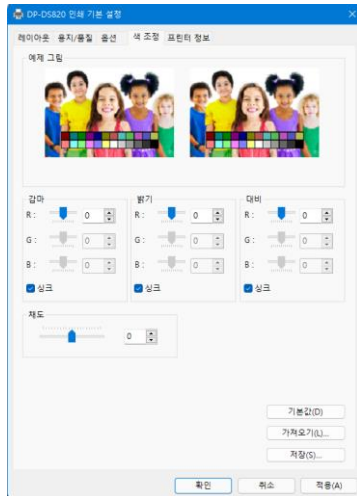 DP-DS820 인쇄 기본 설정
레이아웃 용지/품질 옵션 색 조정 프린터 정보
예제 그림
감마 밝기 대비
R: 0 R: 0 R: 0
G: 0 G: 0 G: 0
B: 0 B: 0 B: 0
싱크 싱크 싱크
채도
0
기본값(D)
가져오기(L)...
저장(S)...
확인 취소 적용(A)